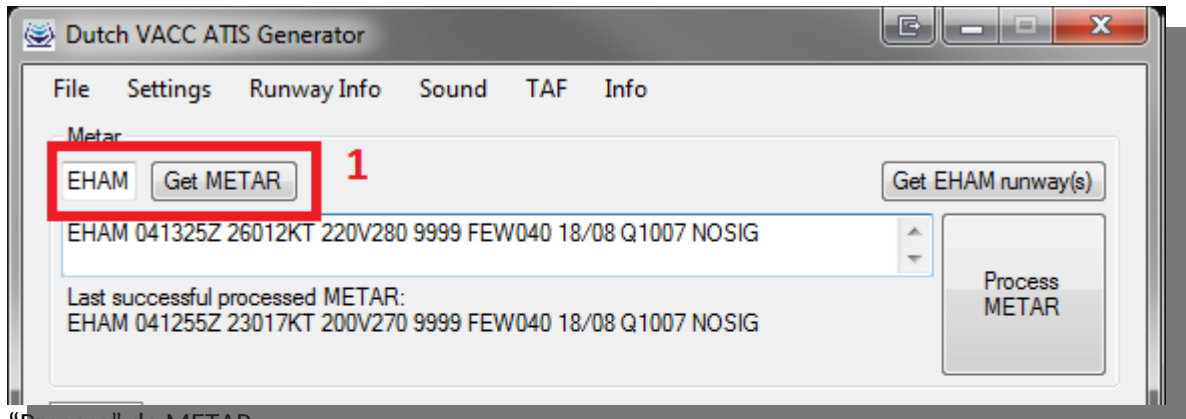 Dutch VACC ATIS Generator
File Settings Runway Info Sound TAF Info
Metar
EHAM Get METAR 1 Get EHAM runway(s)
EHAM 041325Z 26012KT 220V280 9999 FEW040 18/08 Q1007 NOSIG
Process
METAR
Last successful processed METAR:
EHAM 041255Z 23017KT 200V270 9999 FEW040 18/08 Q1007 NOSIG